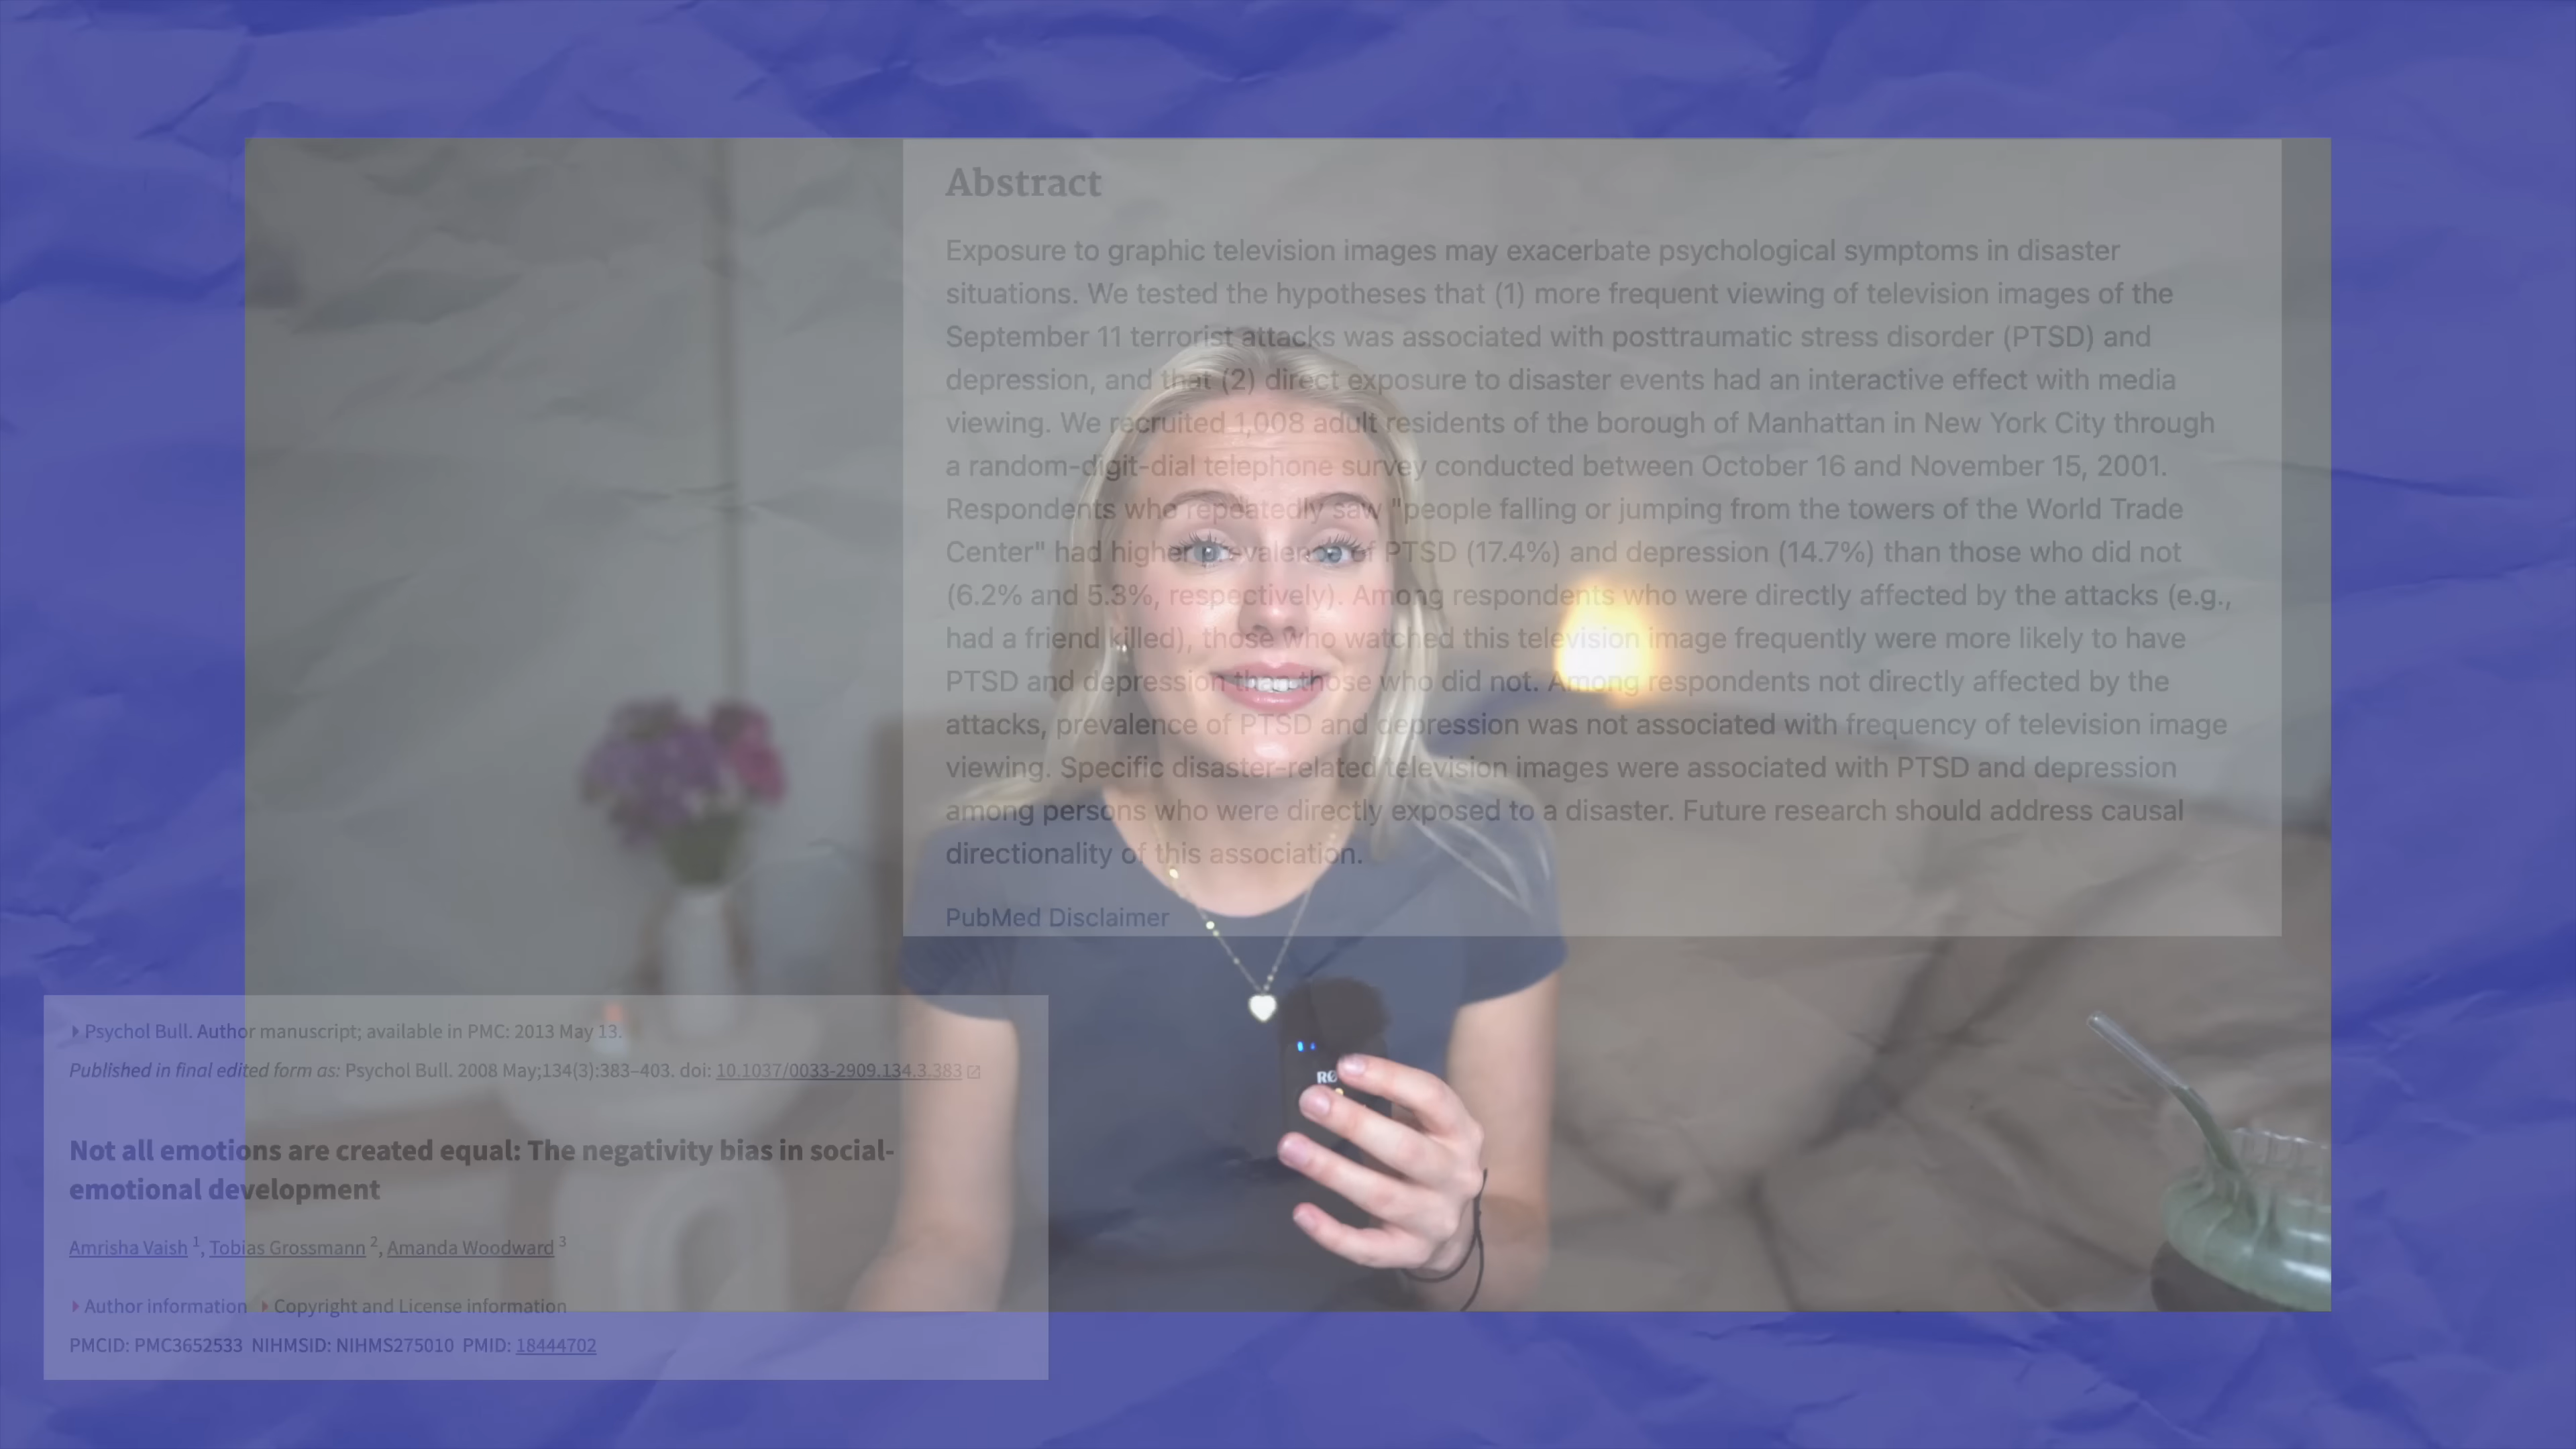 Abstract
Exposure to graphic television images may exacerbate psychological symptoms in disaster
situations. We tested the hypotheses that (1) more frequent viewing of television images of the
September 11 terrorist attacks was associated with posttraumatic stress disorder (PTSD) and
depression, and that (2) direct exposure to disaster events had an interactive effect with media
viewing. We recruited 1,008 adult residents of the borough of Manhattan in New York City through
a random-digit-dial telephone survey conducted between October 16 and November 15, 2001.
Respondents who repeatedly saw "people falling or jumping from the towers of the World Trade
Center" had higher prevalence of PTSD (17.4%) and depression (14.7%) than those who did not
(6.2% and 5.3%, respectively). Among respondents who were directly affected by the attacks (e.g.,
had a friend killed), those who watched this television image frequently were more likely to have
PTSD and depression than those who did not. Among respondents not directly affected by the
attacks, prevalence of PTSD and depression was not associated with frequency of television image
viewing. Specific disaster-related television images were associated with PTSD and depression
among persons who were directly exposed to a disaster. Future research should address causal
directionality of this association.
PubMed Disclaimer
RØ
Psychol Bull. Author manuscript; available in PMC: 2013 May 13.
Published in final edited form as: Psychol Bull. 2008 May;134(3):383–403. doi: 10.1037/0033-2909.134.3.383
Not all emotions are created equal: The negativity bias in social-
emotional development
Amrisha Vaish 1, Tobias Grossmann 2, Amanda Woodward 3
Author information Copyright and License information
PMCID: PMC3652533 NIHMSID: NIHMS275010 PMID: 18444702